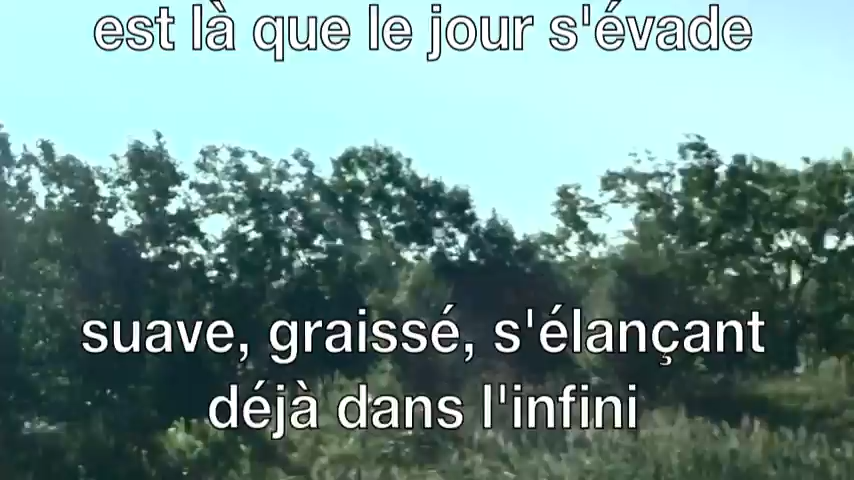 est là que le jour s'évade
suave, graissé, s'élançant
déjà dans l'infini